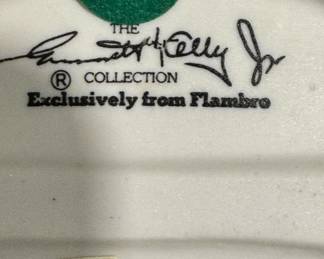 THE
Emmett Kelly Jr
® COLLECTION
Exclusively from Flambro